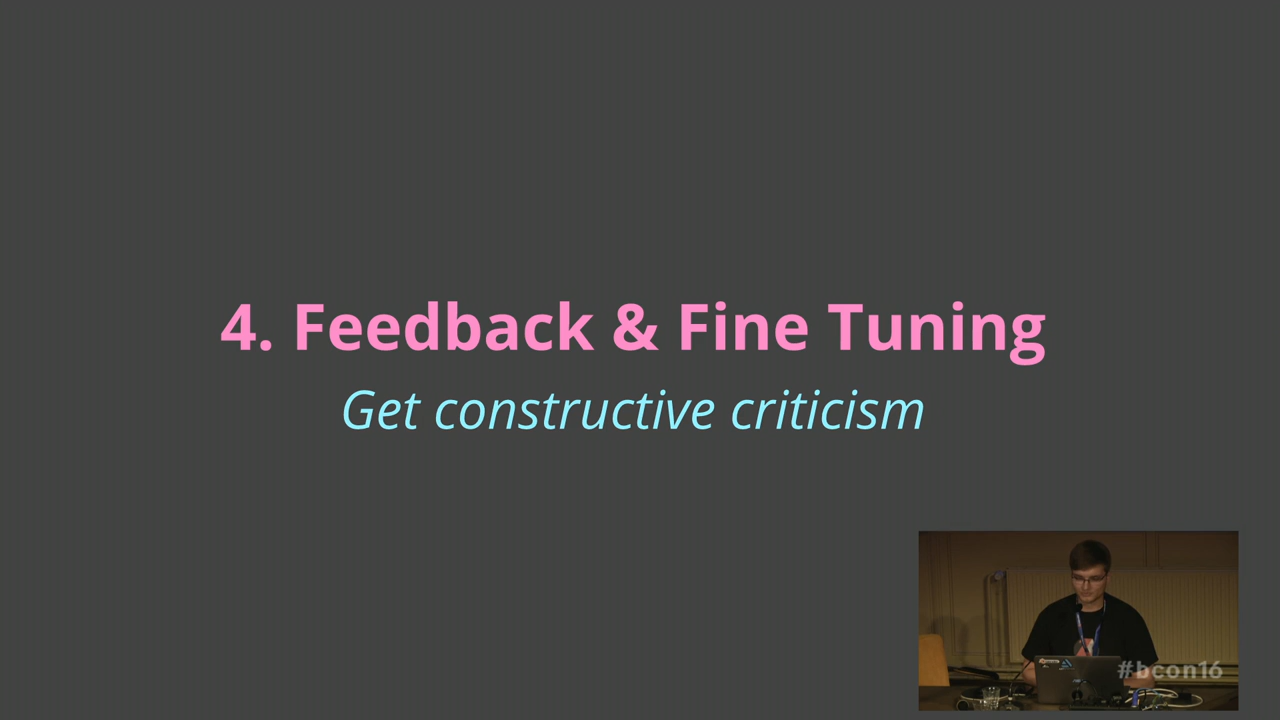 4. Feedback & Fine Tuning
Get constructive criticism
#bcon16